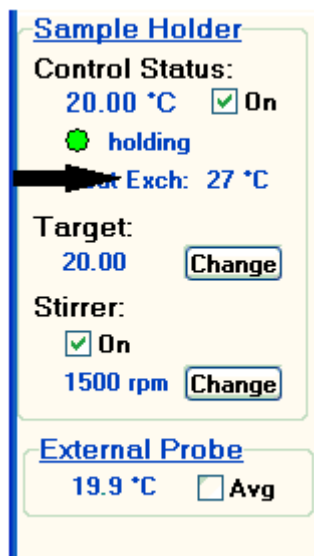 Sample Holder
Control Status:
20.00 °C On
holding
Exch: 27 °C
Target:
20.00 Change
Stirrer:
On
1500 rpm Change
External Probe
19.9 °C Avg